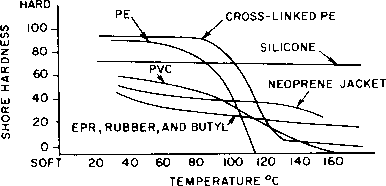 HARD
PE
CROSS-LINKED PE
100
80
SILICONE
PVC
60
NEOPRENE JACKET
40
20
EPR, RUBBER, AND BUTYL
0
SOFT 20 40 60 80 100 120 140 160 180
TEMPERATURE °C
SHORE HARDNESS